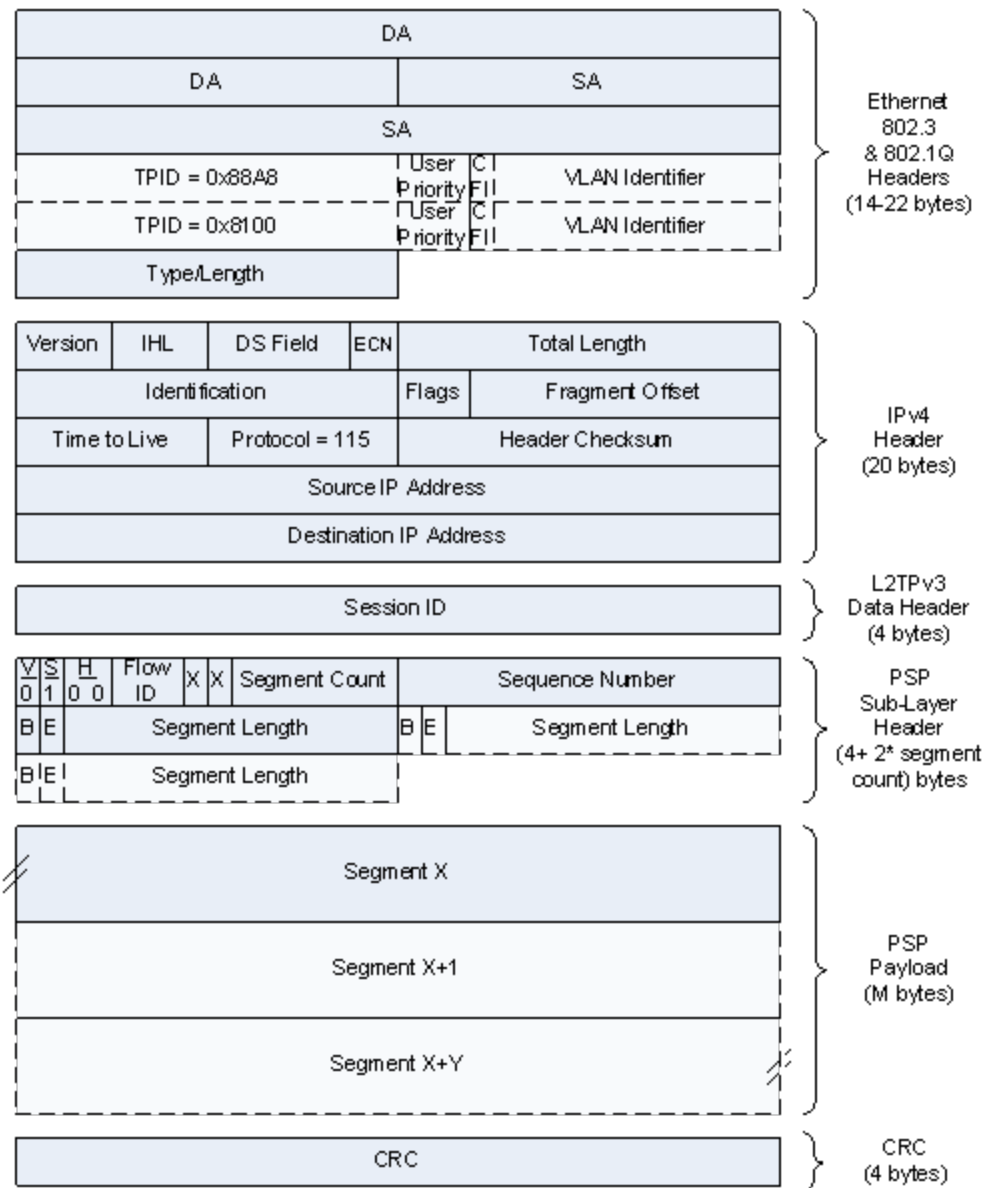 DA
DA SA
SA
TPID = 0x88A8 User Priority CFI VLAN Identifier
TPID = 0x8100 User Priority CFI VLAN Identifier
Type/Length
Ethernet
802.3
& 802.1Q
Headers
(14-22 bytes)
Version IHL DS Field ECN Total Length
Identification Flags Fragment Offset
Time to Live Protocol = 115 Header Checksum
Source IP Address
Destination IP Address
IPv4
Header
(20 bytes)
Session ID
L2TPv3
Data Header
(4 bytes)
V S H Flow ID X X Segment Count Sequence Number
0 1 0 0
B E Segment Length B E Segment Length
B E Segment Length
PSP
Sub-Layer
Header
(4+ 2* segment
count) bytes
Segment X
Segment X+1
Segment X+Y
PSP
Payload
(M bytes)
CRC
CRC
(4 bytes)